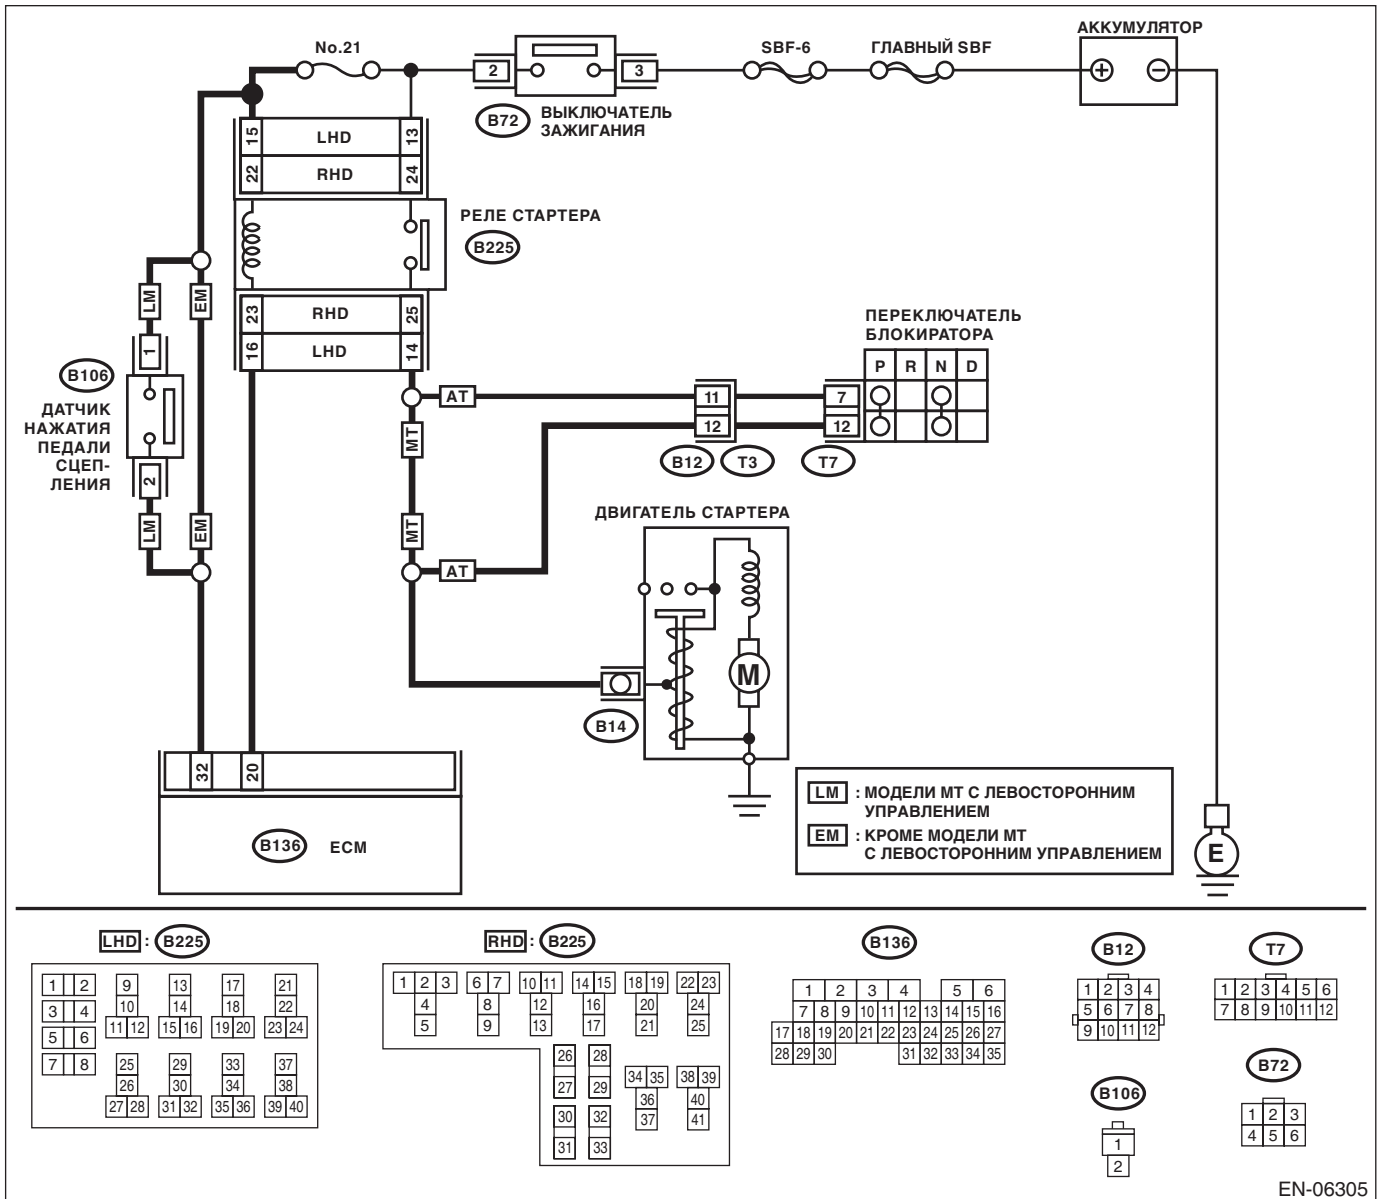 No.21
SBF-6
ГЛАВНЫЙ SBF
АККУМУЛЯТОР
2
3
+
−
B72
ВЫКЛЮЧАТЕЛЬ
ЗАЖИГАНИЯ
15
LHD
13
22
RHD
24
РЕЛЕ СТАРТЕРА
B225
23
RHD
25
16
LHD
14
LM
EM
1
B106
ДАТЧИК
НАЖАТИЯ
ПЕДАЛИ
СЦЕП-
ЛЕНИЯ
2
LM
EM
ПЕРЕКЛЮЧАТЕЛЬ
БЛОКИРАТОРА
P R N D
AT
11
7
12
12
MT
B12
T3
T7
MT
AT
ДВИГАТЕЛЬ СТАРТЕРА
M
B14
32
20
B136
ECM
LM : МОДЕЛИ МТ С ЛЕВОСТОРОННИМ
УПРАВЛЕНИЕМ
EM : КРОМЕ МОДЕЛИ МТ
С ЛЕВОСТОРОННИМ УПРАВЛЕНИЕМ
E
LHD : B225
1 2 9 13 17 21
3 4 10 14 18 22
5 6 11 12 15 16 19 20 23 24
7 8 25 29 33 37
26 30 34 38
27 28 31 32 35 36 39 40
RHD : B225
1 2 3 6 7 10 11 14 15 18 19 22 23
4 8 12 16 20 24
5 9 13 17 21 25
26 28
27 29 34 35 38 39
30 32 36 40
31 33 37 41
B136
1 2 3 4 5 6
7 8 9 10 11 12 13 14 15 16
17 18 19 20 21 22 23 24 25 26 27
28 29 30 31 32 33 34 35
B12
1 2 3 4
5 6 7 8
9 10 11 12
T7
1 2 3 4 5 6
7 8 9 10 11 12
B106
1
2
B72
1 2 3
4 5 6
EN-06305